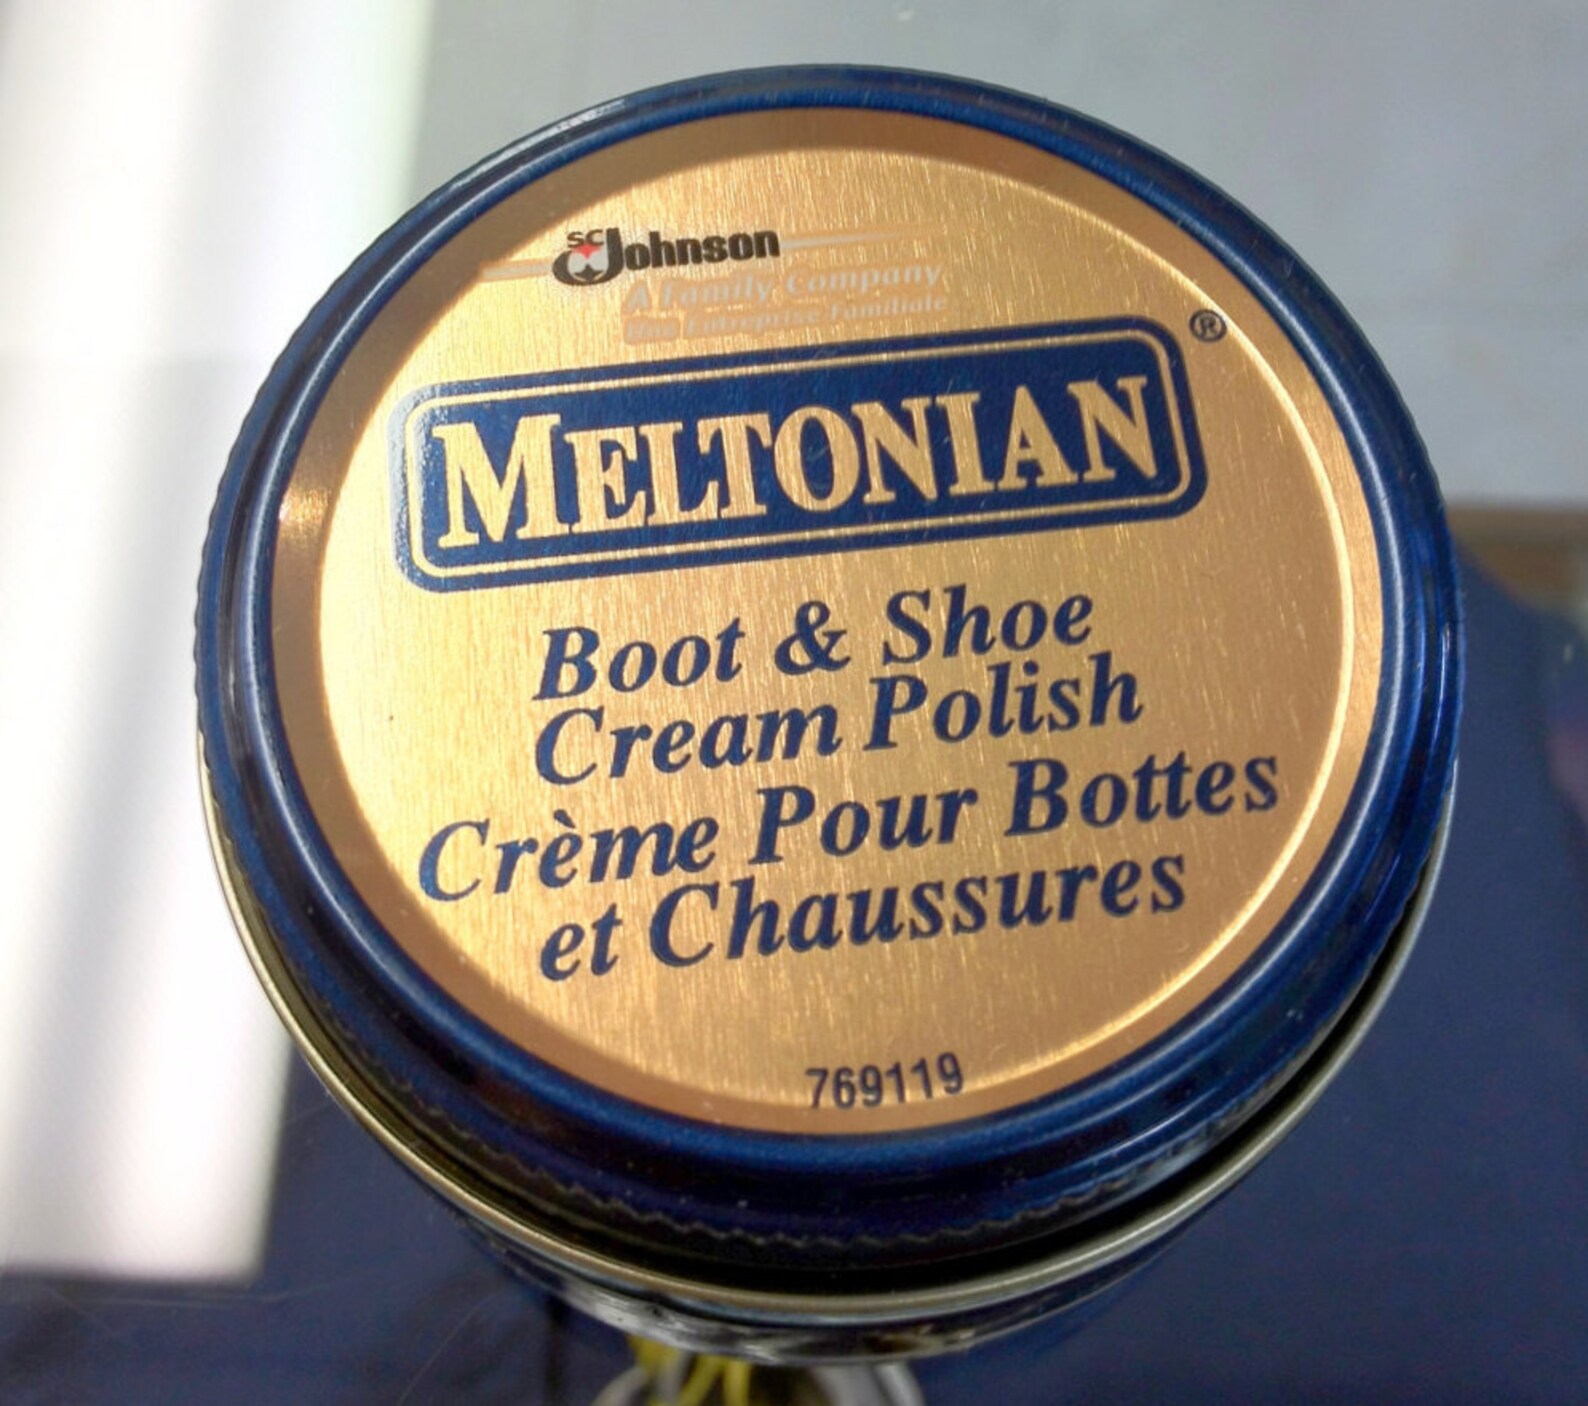 SC Johnson
A Family Company
Une Entreprise Familiale
MELTONIAN ®
Boot & Shoe
Cream Polish
Crème Pour Bottes
et Chaussures
769119